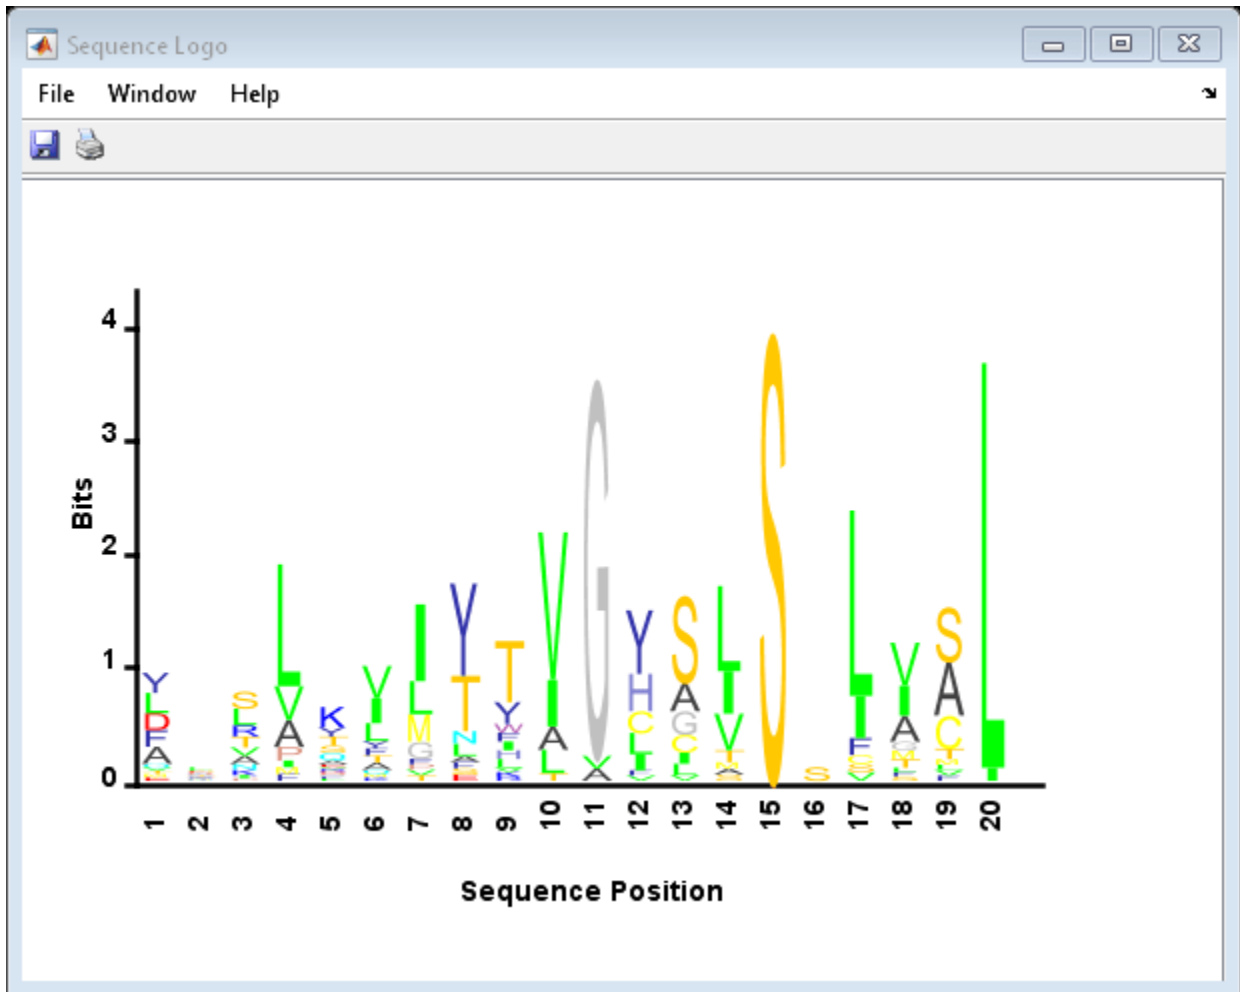 Sequence Logo
File Window Help
4
3
2
1
0
Bits
1 2 3 4 5 6 7 8 9 10 11 12 13 14 15 16 17 18 19 20
Sequence Position
Y L D F A
S L R
L V A P
K
V I L
I L M G
Y T N
T Y W
V I A L
G V A
Y H C L I
S A G C
L I V
S
S
L I F S
V I A G
S A C
L I